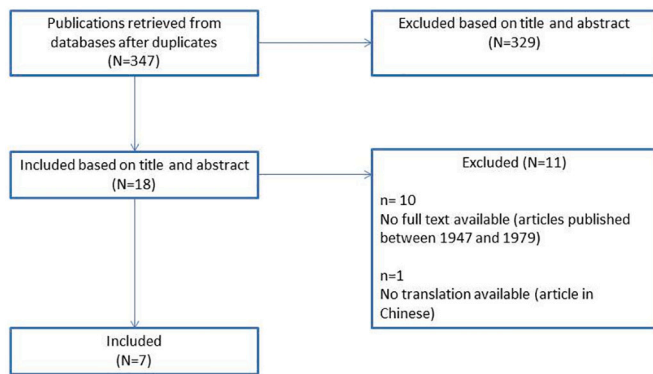 Publications retrieved from
databases after duplicates
(N=347)
Excluded based on title and abstract
(N=329)
Included based on title and abstract
(N=18)
Excluded (N=11)
n= 10
No full text available (articles published
between 1947 and 1979)
n=1
No translation available (article in
Chinese)
Included
(N=7)